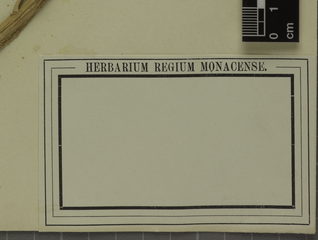 0 1
cm
HERBARIUM REGIUM MONACENSE.